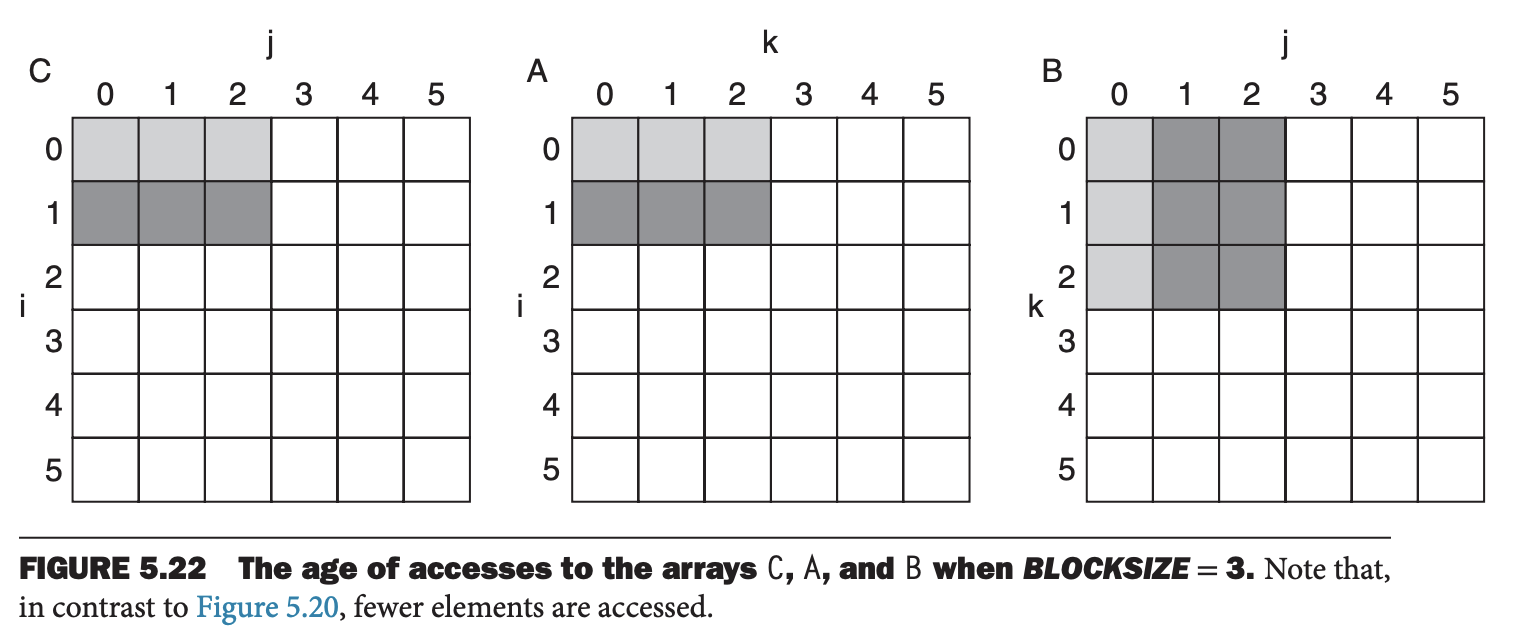 j k j
C A B
0 1 2 3 4 5 0 1 2 3 4 5 0 1 2 3 4 5
0 0 0
1 1 1
2 2 2
i i k
3 3 3
4 4 4
5 5 5
FIGURE 5.22 The age of accesses to the arrays C, A, and B when BLOCKSIZE = 3. Note that,
in contrast to Figure 5.20, fewer elements are accessed.